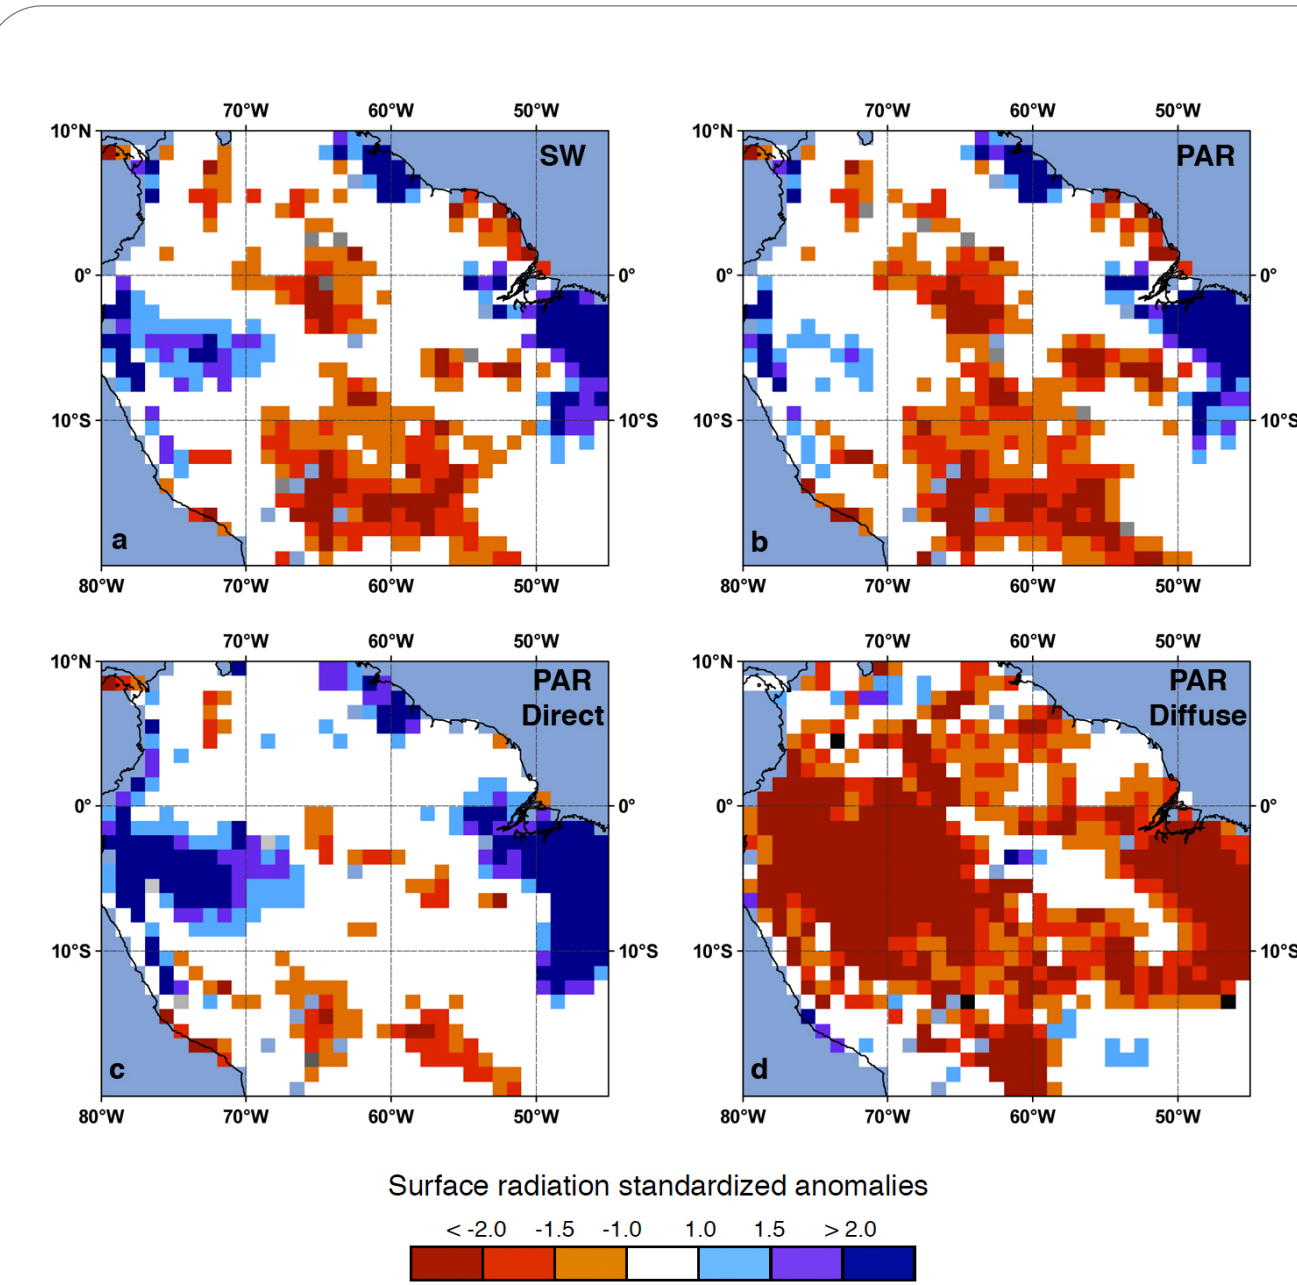 70°W 60°W 50°W
70°W 60°W 50°W
10°N SW
10°N PAR
0° 0°
0° 0°
10°S 10°S
10°S 10°S
a
b
80°W 70°W 60°W 50°W
80°W 70°W 60°W 50°W
70°W 60°W 50°W
70°W 60°W 50°W
10°N PAR
Direct
10°N PAR
Diffuse
0° 0°
0° 0°
10°S 10°S
10°S 10°S
c
d
80°W 70°W 60°W 50°W
80°W 70°W 60°W 50°W
Surface radiation standardized anomalies
< -2.0 -1.5 -1.0 1.0 1.5 > 2.0